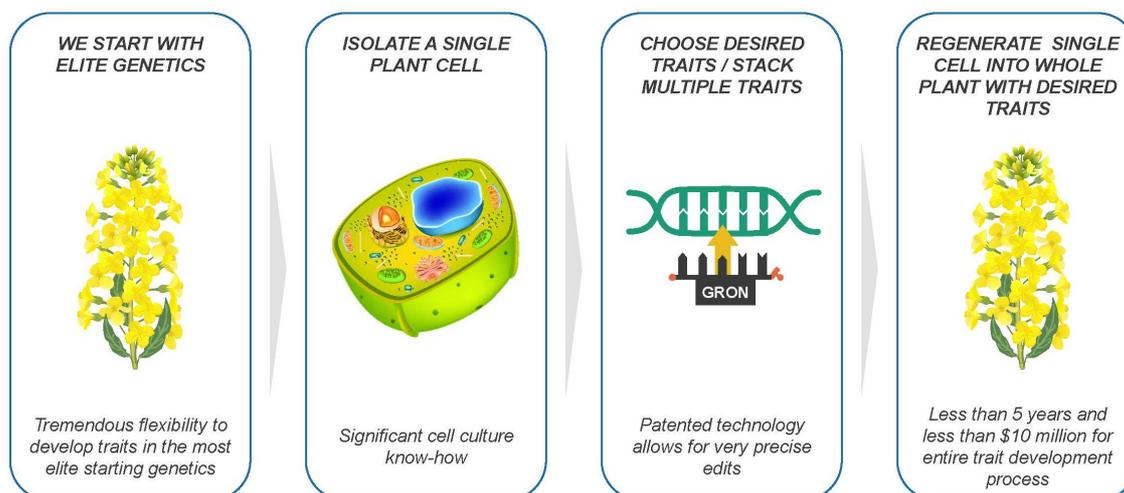 WE START WITH
ELITE GENETICS
Tremendous flexibility to
develop traits in the most
elite starting genetics
ISOLATE A SINGLE
PLANT CELL
Significant cell culture
know-how
CHOOSE DESIRED
TRAITS / STACK
MULTIPLE TRAITS
GRON
Patented technology
allows for very precise
edits
REGENERATE SINGLE
CELL INTO WHOLE
PLANT WITH DESIRED
TRAITS
Less than 5 years and
less than $10 million for
entire trait development
process